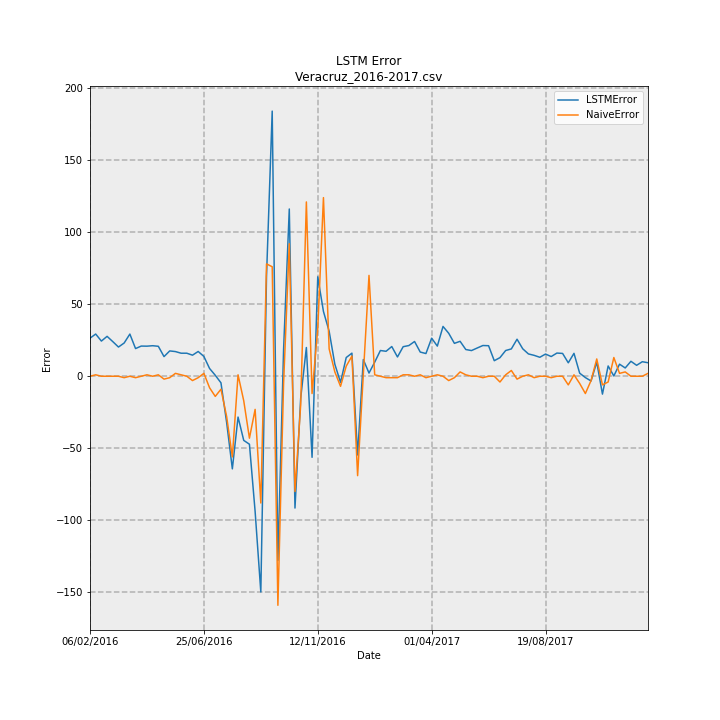 LSTM Error
Veracruz_2016-2017.csv
LSTMError
NaiveError
200
150
100
50
0
−50
−100
−150
Error
06/02/2016
25/06/2016
12/11/2016
01/04/2017
19/08/2017
Date